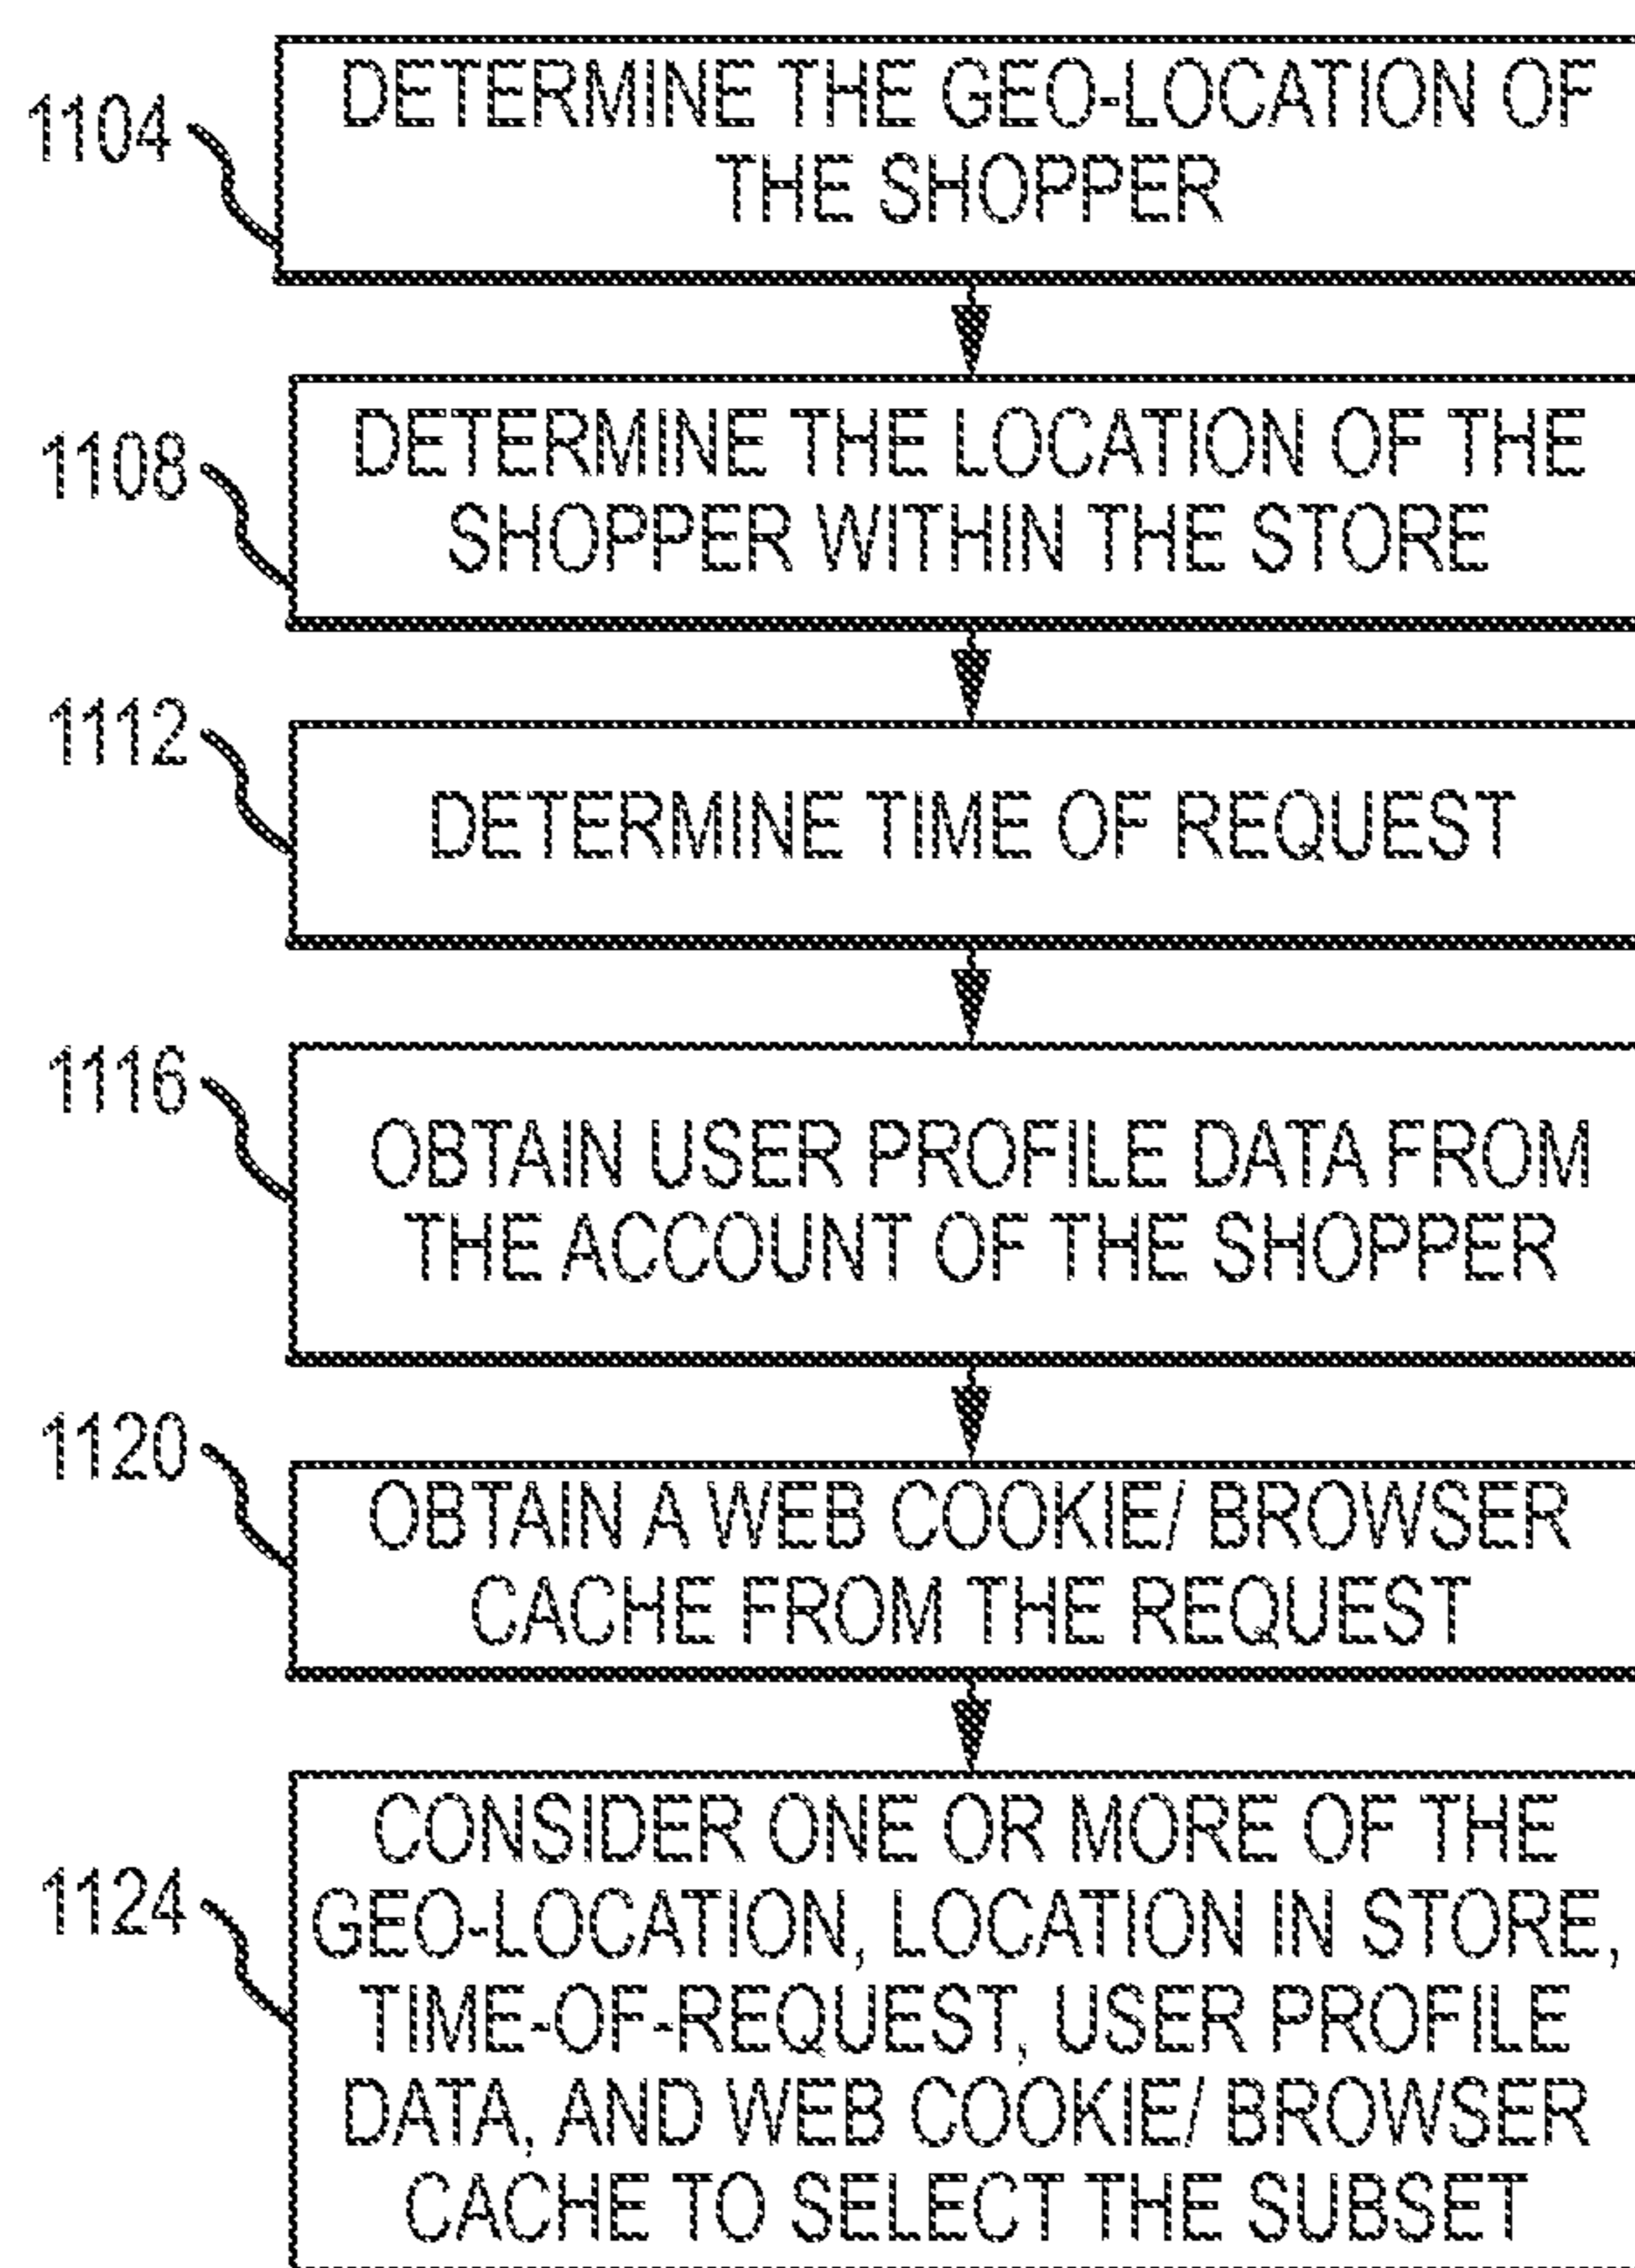 1104
DETERMINE THE GEO-LOCATION OF
THE SHOPPER
1108
DETERMINE THE LOCATION OF THE
SHOPPER WITHIN THE STORE
1112
DETERMINE TIME OF REQUEST
1116
OBTAIN USER PROFILE DATA FROM
THE ACCOUNT OF THE SHOPPER
1120
OBTAIN A WEB COOKIE/ BROWSER
CACHE FROM THE REQUEST
1124
CONSIDER ONE OR MORE OF THE
GEO-LOCATION, LOCATION IN STORE,
TIME-OF-REQUEST, USER PROFILE
DATA, AND WEB COOKIE/ BROWSER
CACHE TO SELECT THE SUBSET